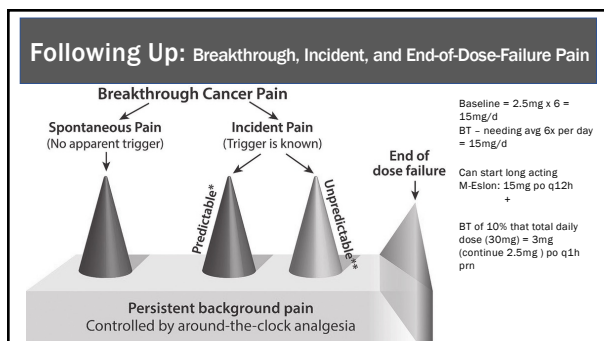 Following Up: Breakthrough, Incident, and End-of-Dose-Failure Pain
Breakthrough Cancer Pain
Spontaneous Pain
(No apparent trigger)
Incident Pain
(Trigger is known)
Predictable*
Unpredictable**
End of
dose failure
Persistent background pain
Controlled by around-the-clock analgesia
Baseline = 2.5mg x 6 =
15mg/d
BT – needing avg 6x per day
= 15mg/d
Can start long acting
M-Eslon: 15mg po q12h
+
BT of 10% that total daily
dose (30mg) = 3mg
(continue 2.5mg ) po q1h
prn